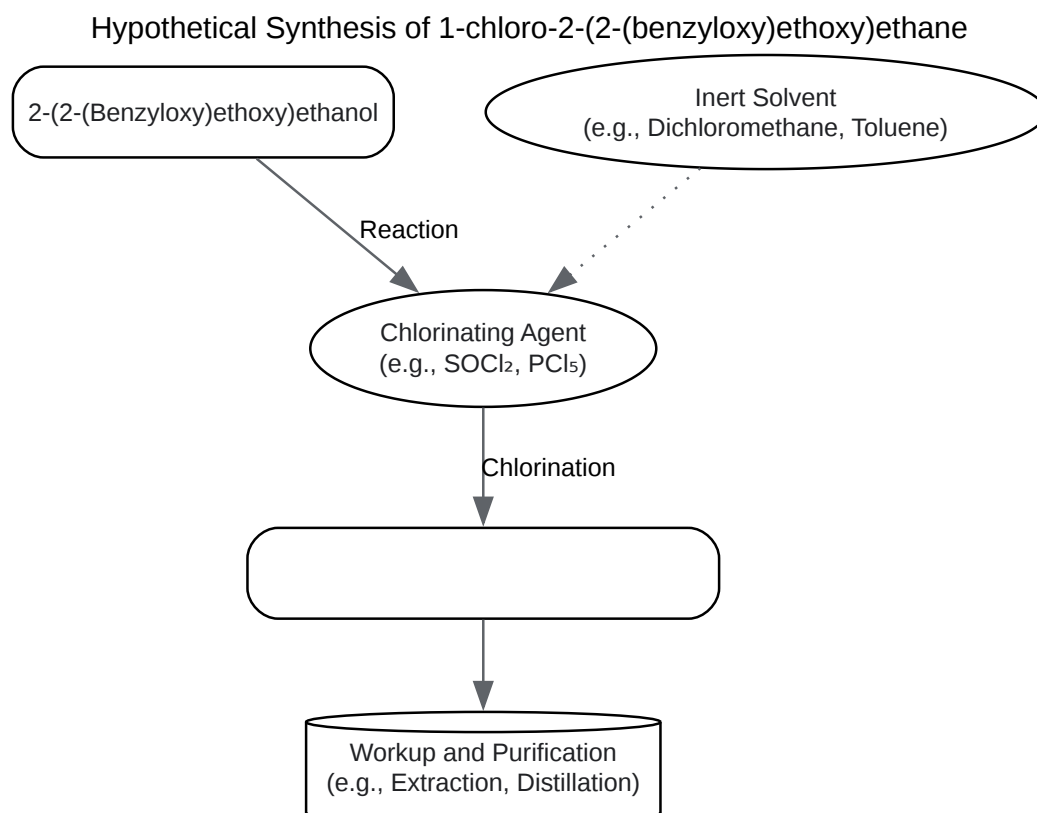 Hypothetical Synthesis of 1-chloro-2-(2-(benzyloxy)ethoxy)ethane
2-(2-(Benzyloxy)ethoxy)ethanol
Inert Solvent
(e.g., Dichloromethane, Toluene)
Reaction
Chlorinating Agent
(e.g., SOCl₂, PCl₅)
Chlorination
Workup and Purification
(e.g., Extraction, Distillation)